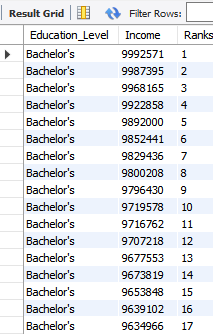 Result Grid Filter Rows:
Education_Level Income Ranks
Bachelor's 9992571 1
Bachelor's 9987395 2
Bachelor's 9968165 3
Bachelor's 9922858 4
Bachelor's 9892000 5
Bachelor's 9852441 6
Bachelor's 9829436 7
Bachelor's 9800208 8
Bachelor's 9796430 9
Bachelor's 9719578 10
Bachelor's 9716762 11
Bachelor's 9707218 12
Bachelor's 9677553 13
Bachelor's 9673819 14
Bachelor's 9653848 15
Bachelor's 9639102 16
Bachelor's 9634966 17